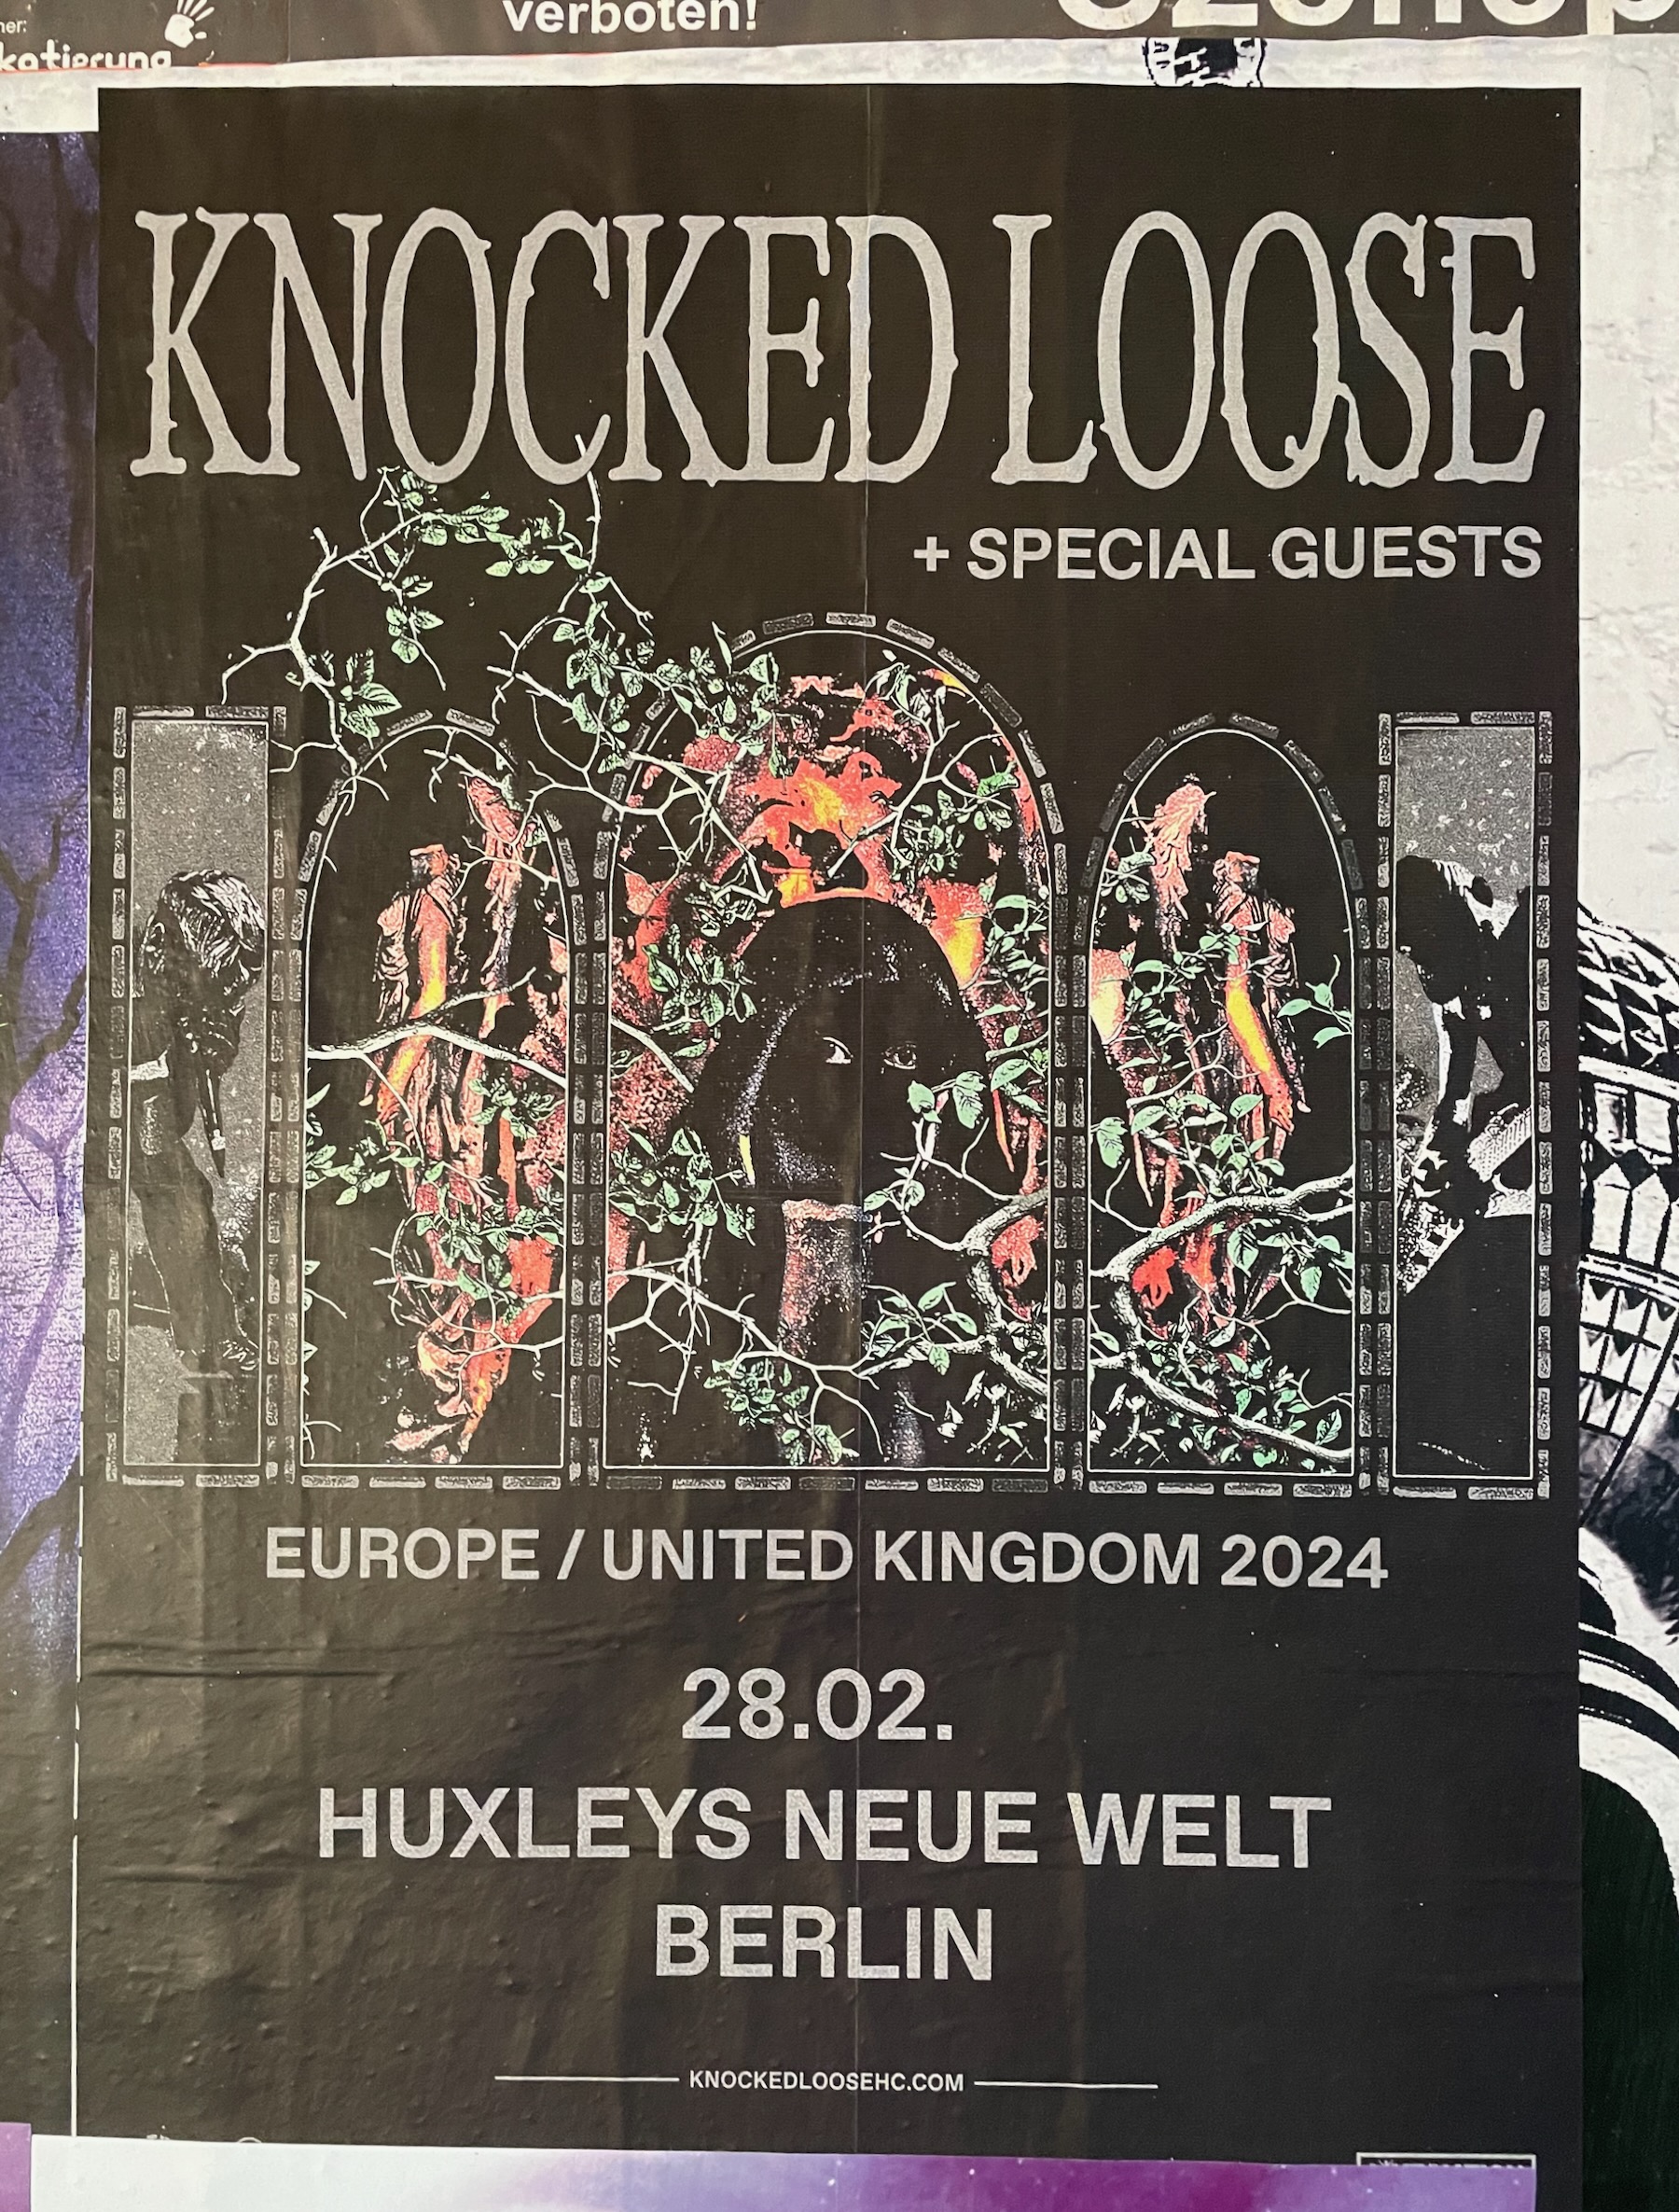 verboten!
KNOCKED LOOSE
+ SPECIAL GUESTS
EUROPE / UNITED KINGDOM 2024
28.02.
HUXLEYS NEUE WELT
BERLIN
KNOCKEDLOOSEHC.COM